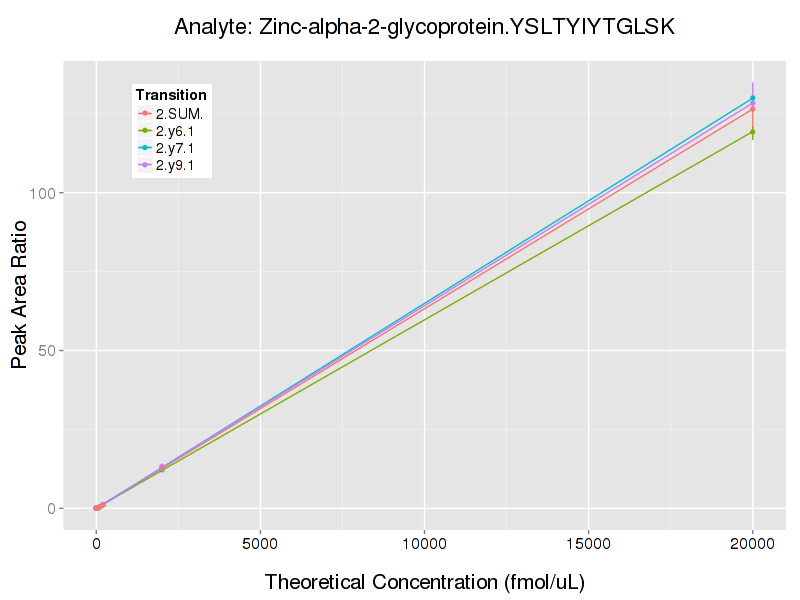 Analyte: Zinc-alpha-2-glycoprotein.YSLTYIYTGLSK
Transition
2.SUM.
2.y6.1
2.y7.1
2.y9.1
Peak Area Ratio
100
50
0
0 5000 10000 15000 20000
Theoretical Concentration (fmol/uL)